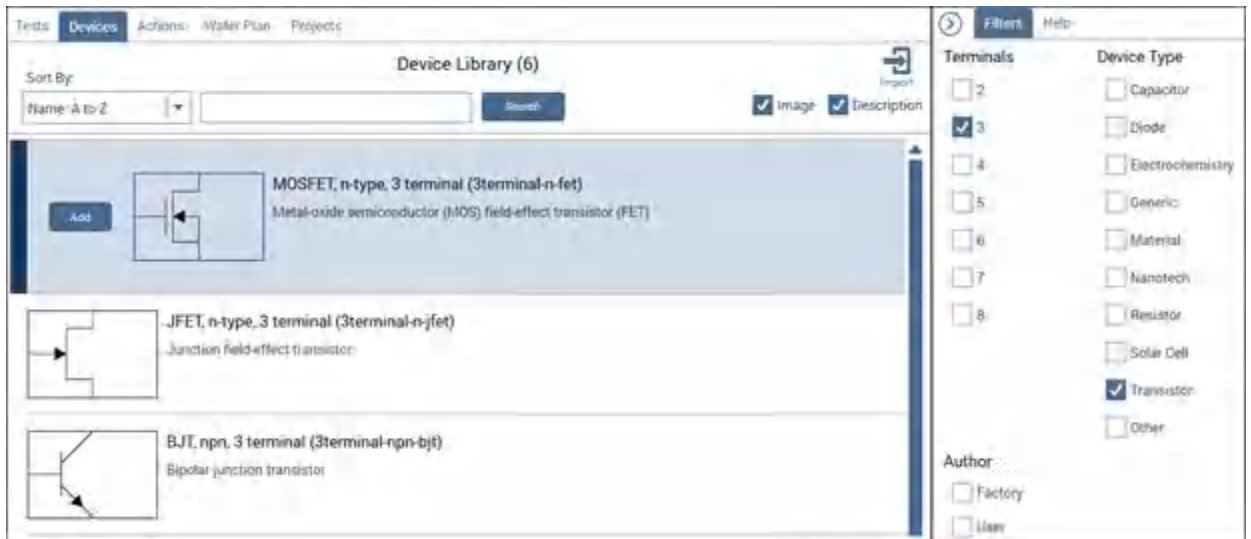 Tests Devices Actions Wafer Plan Projects
Device Library (6)
Import
Sort By:
Name: A to Z
Search
Image Description
Add
MOSFET, n-type, 3 terminal (3terminal-n-fet)
Metal-oxide semiconductor (MOS) field-effect transistor (FET)
JFET, n-type, 3 terminal (3terminal-n-jfet)
Junction field-effect transistor
BJT, npn, 3 terminal (3terminal-npn-bjt)
Bipolar junction transistor
Filters Help
Terminals
2
3
4
5
6
7
8
Device Type
Capacitor
Diode
Electrochemistry
Generic
Material
Nanotech
Resistor
Solar Cell
Transistor
Other
Author
Factory
User